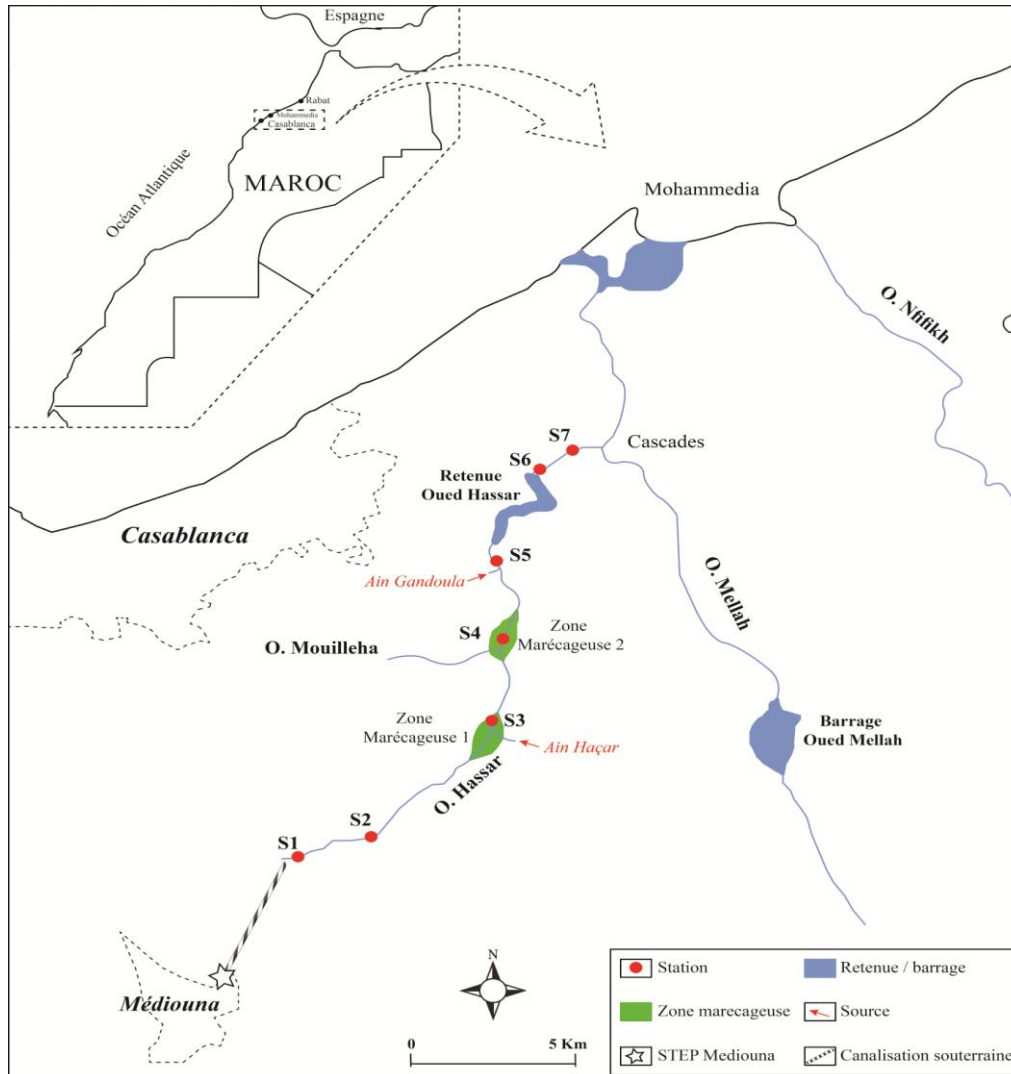 Espagne
Rabat
Mohammedia
Casablanca
Océan Atlantique
MAROC
Mohammedia
O. Nfifikh
S7
Cascades
S6
Retenue
Oued Hassar
Casablanca
S5
Ain Gandoula
O. Mellah
S4
Zone
Marécageuse 2
O. Mouilleha
Zone
Marécageuse 1
S3
Ain Haçar
Barrage
Oued Mellah
O. Hassar
S2
S1
Médiouna
N
0
5 Km
Station
Retenue / barrage
Zone marecageuse
Source
STEP Mediouna
Canalisation souterraine